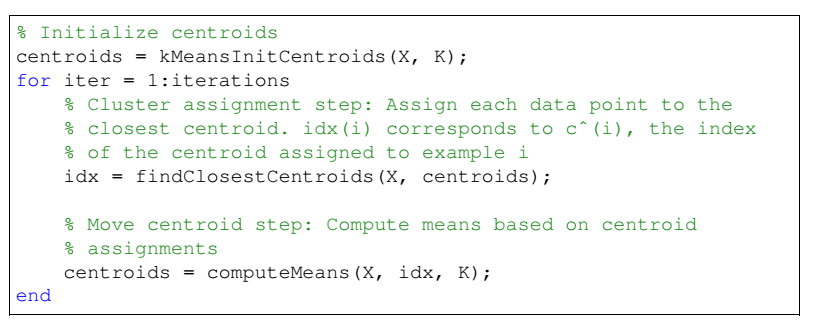 % Initialize centroids
centroids = kMeansInitCentroids(X, K);
for iter = 1:iterations
    % Cluster assignment step: Assign each data point to the
    % closest centroid. idx(i) corresponds to cˆ(i), the index
    % of the centroid assigned to example i
    idx = findClosestCentroids(X, centroids);

    % Move centroid step: Compute means based on centroid
    % assignments
    centroids = computeMeans(X, idx, K);
end